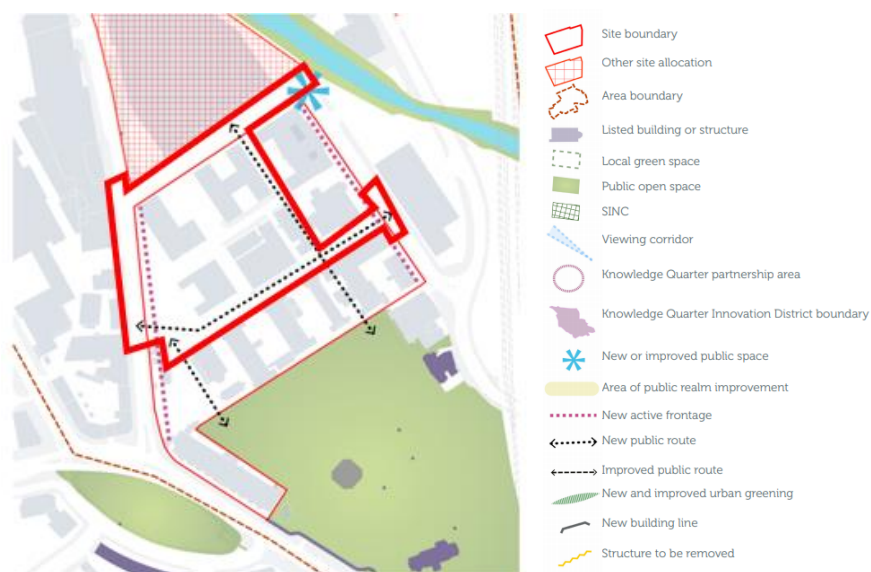 Site boundary
Other site allocation
Area boundary
Listed building or structure
Local green space
Public open space
SINC
Viewing corridor
Knowledge Quarter partnership area
Knowledge Quarter Innovation District boundary
New or improved public space
Area of public realm improvement
New active frontage
New public route
Improved public route
New and improved urban greening
New building line
Structure to be removed